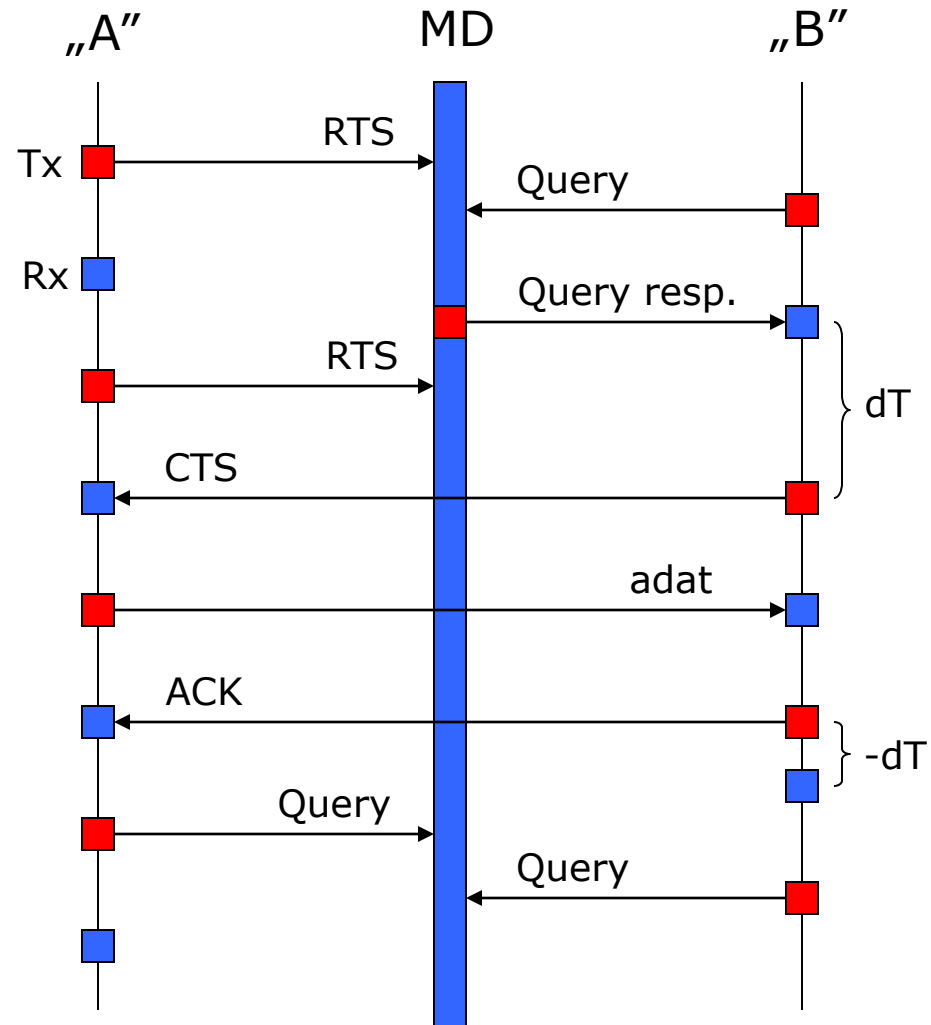 „A”
MD
„B”
RTS
Tx
Query
Rx
Query resp.
RTS
dT
CTS
adat
ACK
-dT
Query
Query